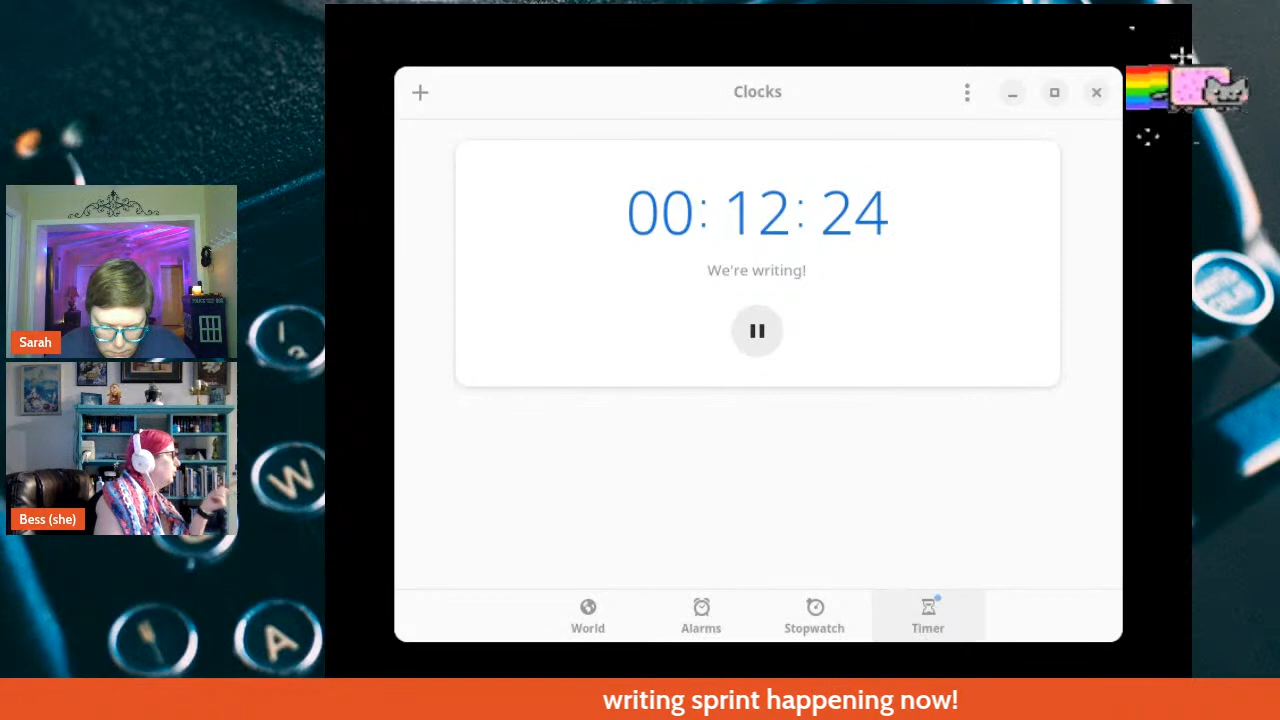 Clocks
00:12:24
We're writing!
Sarah
Bess (she)
World
Alarms
Stopwatch
Timer
W
A
writing sprint happening now!